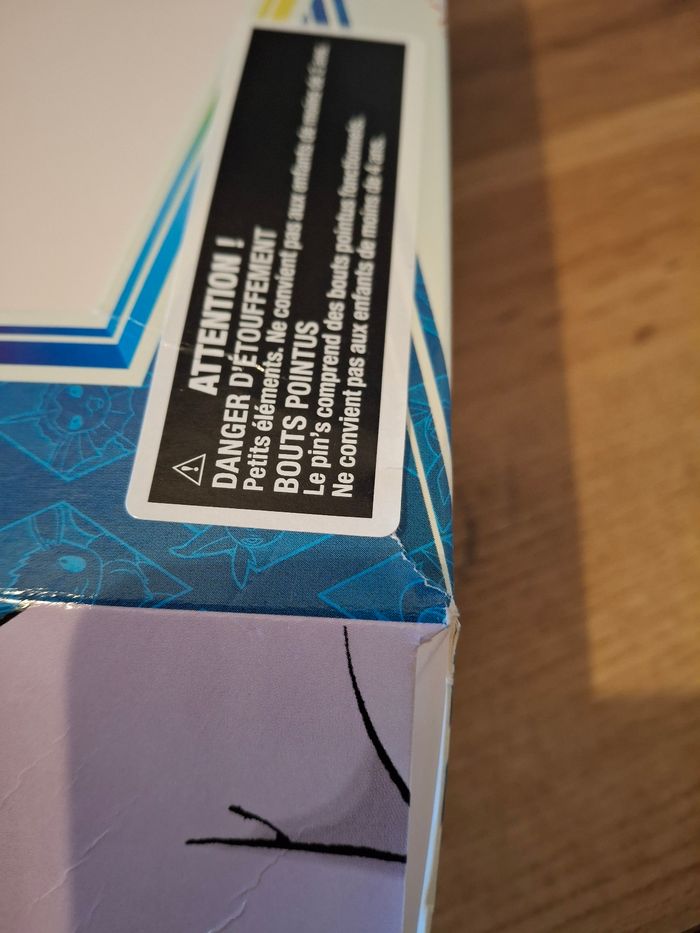 ATTENTION !
DANGER D'ÉTOUFFEMENT
Petits éléments. Ne convient pas aux enfants de moins de 3 ans.
BOUTS POINTUS
Le pin's comprend des bouts pointus fonctionnels.
Ne convient pas aux enfants de moins de 4 ans.